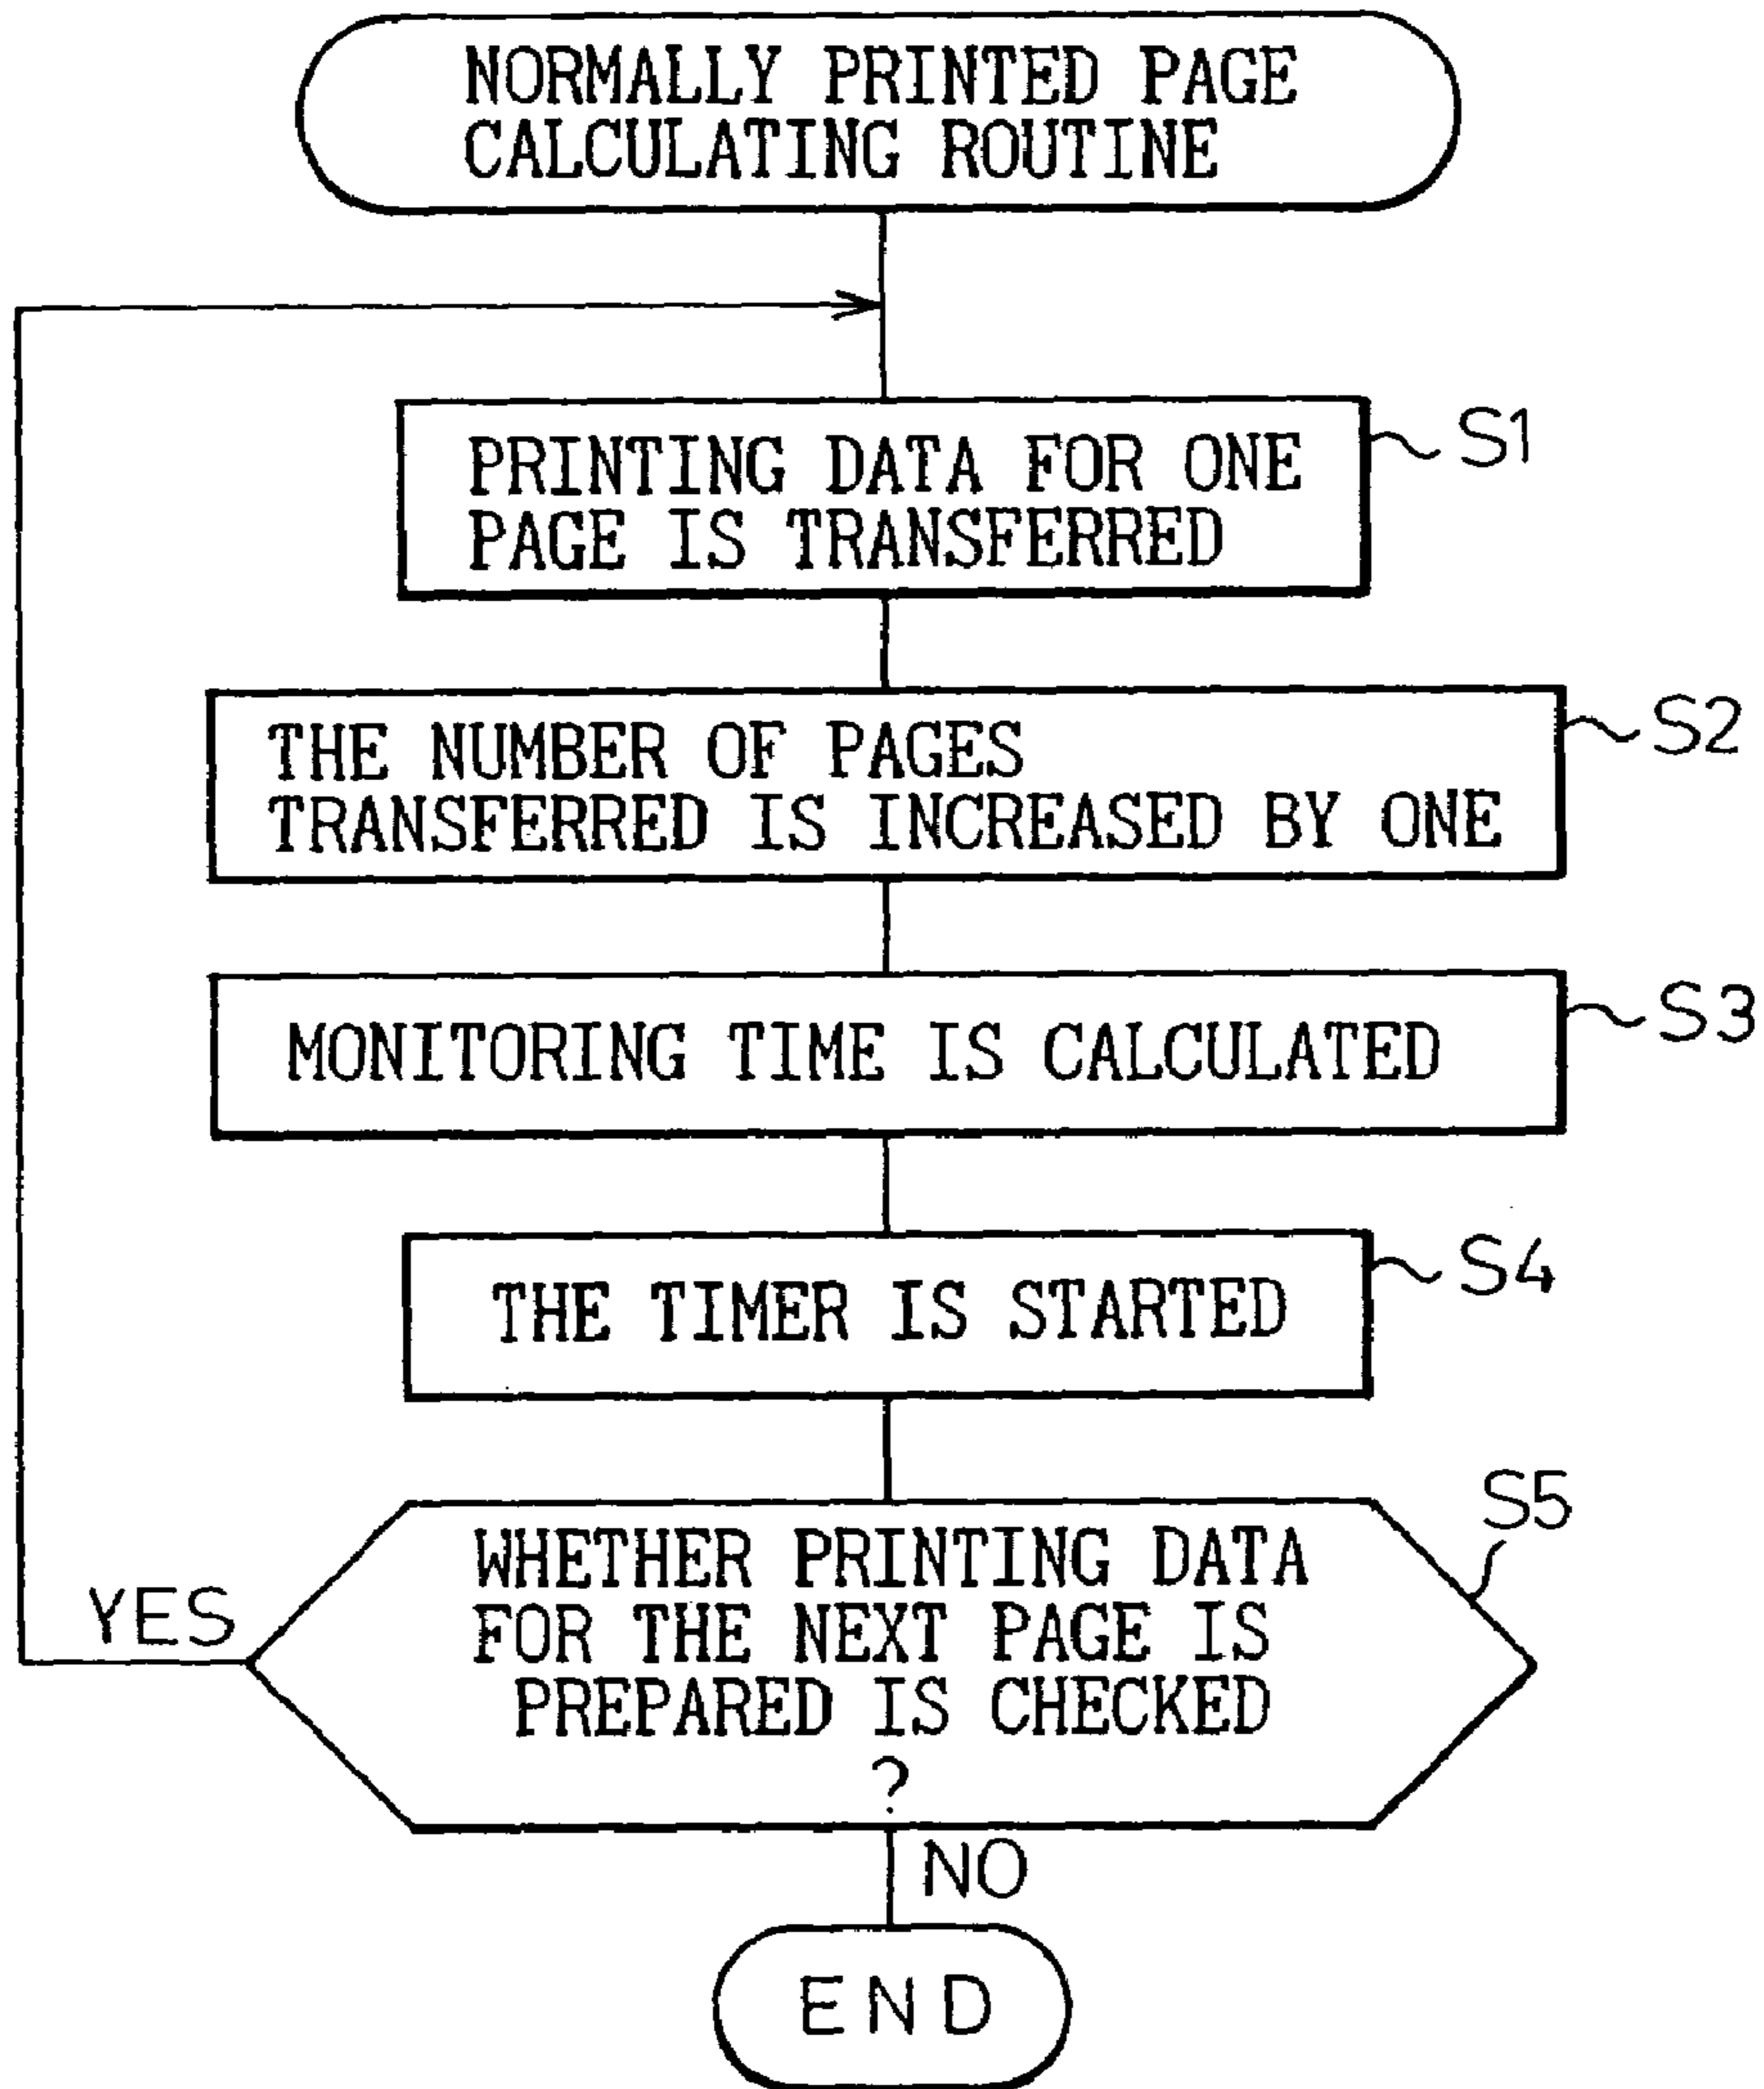 NORMALLY PRINTED PAGE
CALCULATING ROUTINE
PRINTING DATA FOR ONE
PAGE IS TRANSFERRED
S1
THE NUMBER OF PAGES
TRANSFERRED IS INCREASED BY ONE
S2
MONITORING TIME IS CALCULATED
S3
THE TIMER IS STARTED
S4
WHETHER PRINTING DATA
FOR THE NEXT PAGE IS
PREPARED IS CHECKED
?
S5
YES
NO
END